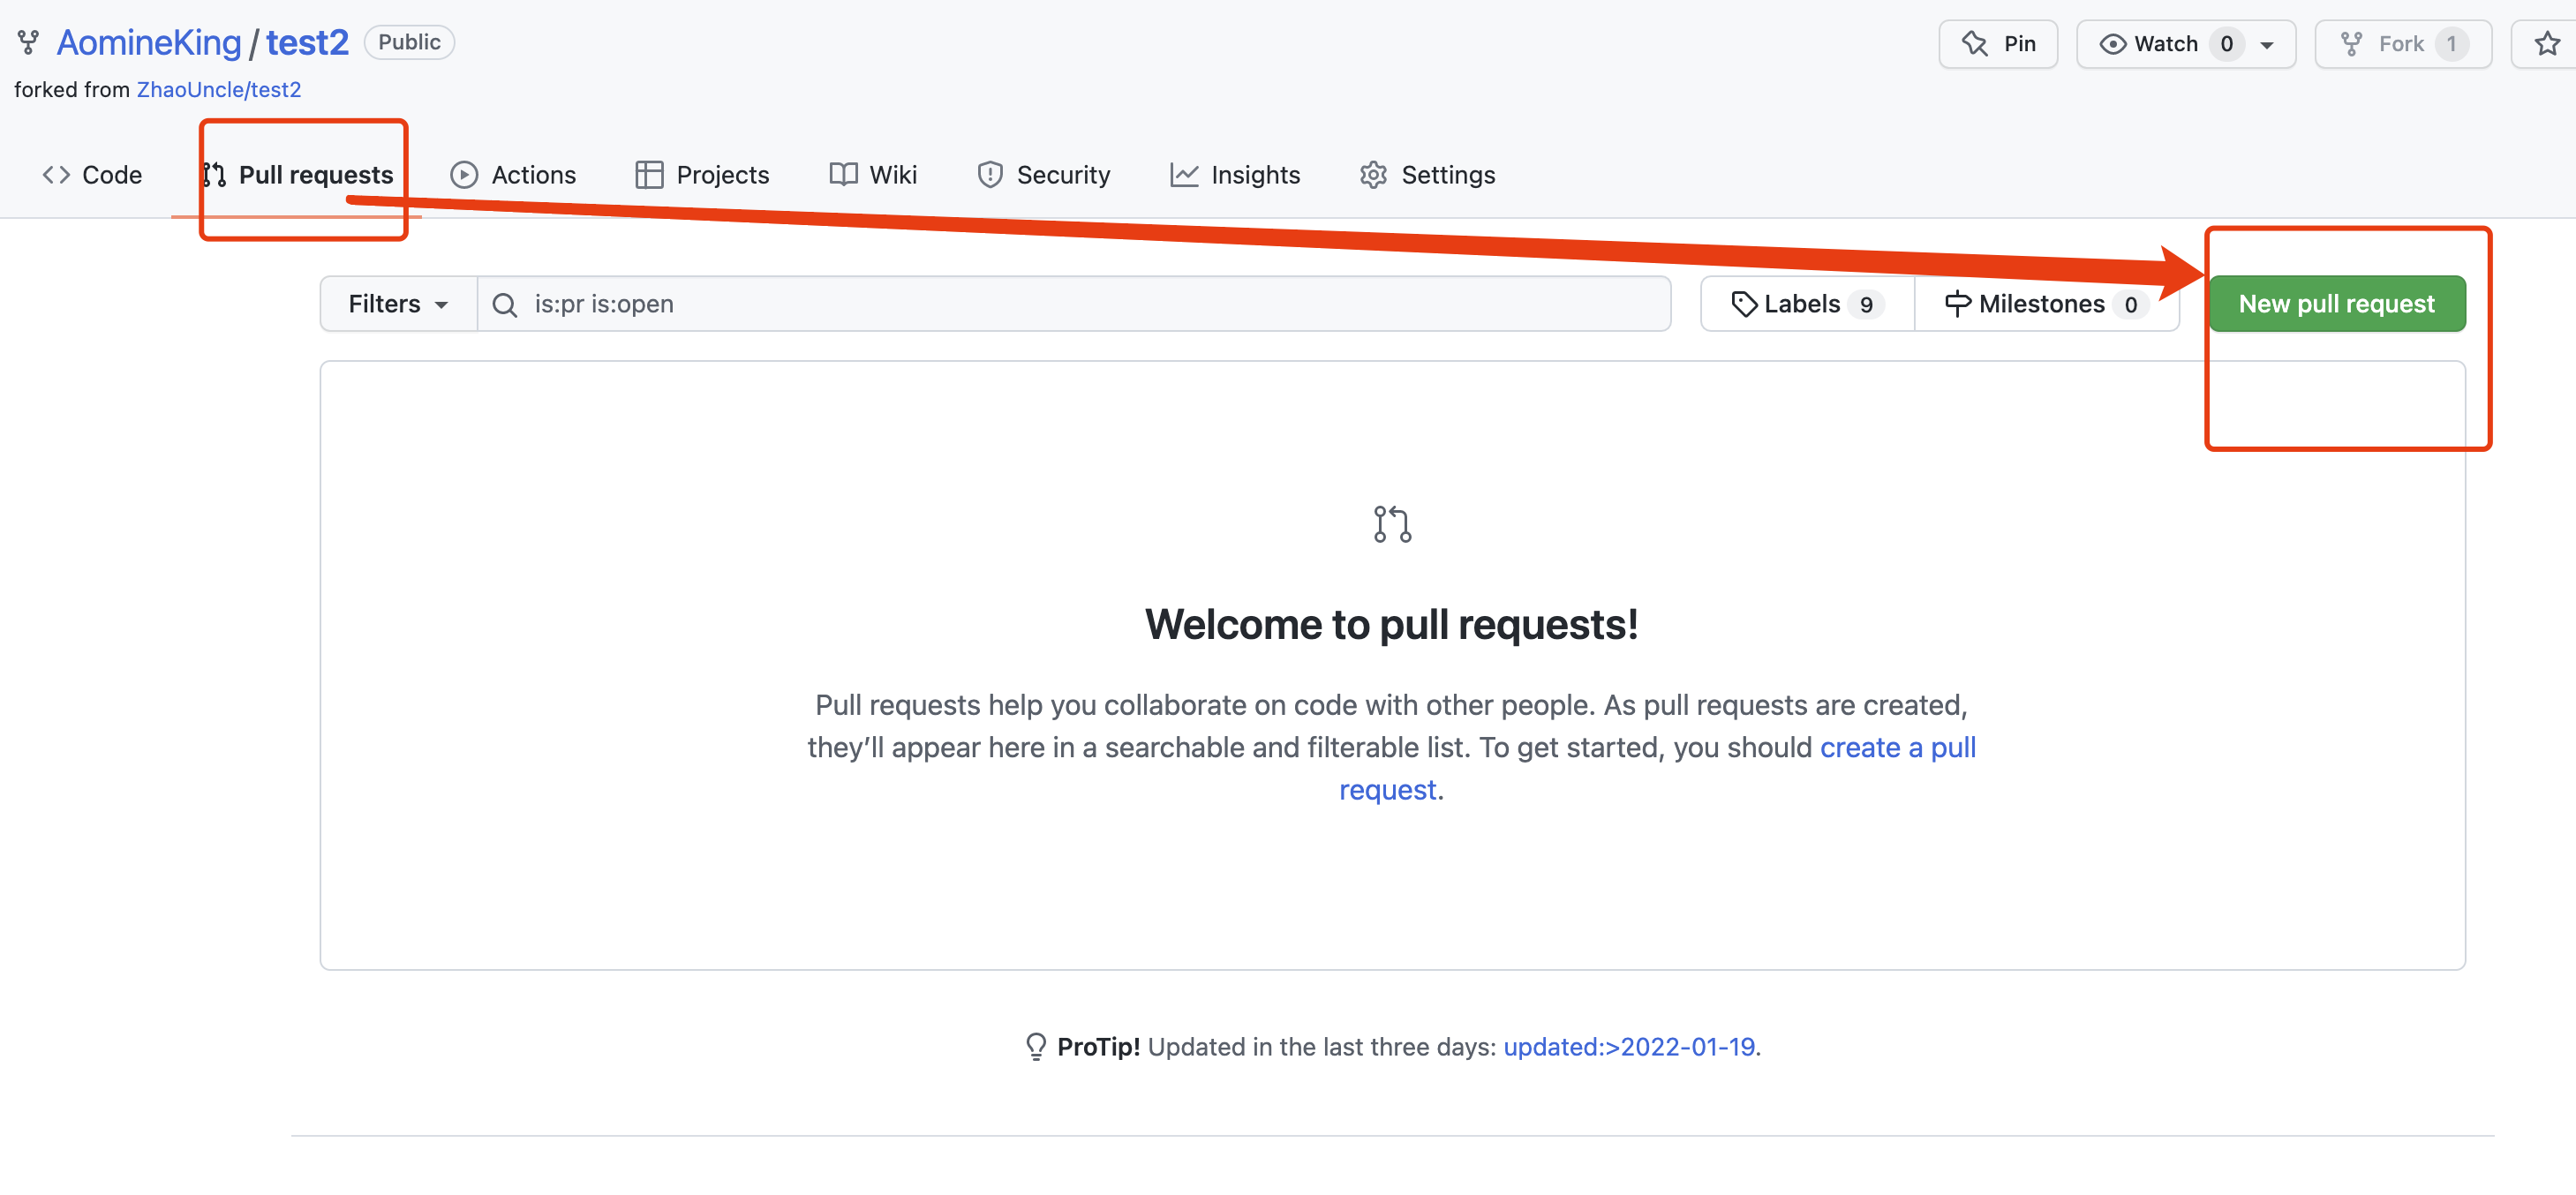 AomineKing / test2 Public
Pin
Watch 0
Fork 1
forked from ZhaoUncle/test2
Code
Pull requests
Actions
Projects
Wiki
Security
Insights
Settings
Filters
is:pr is:open
Labels 9
Milestones 0
New pull request
Welcome to pull requests!
Pull requests help you collaborate on code with other people. As pull requests are created,
they’ll appear here in a searchable and filterable list. To get started, you should create a pull
request.
ProTip! Updated in the last three days: updated:>2022-01-19.